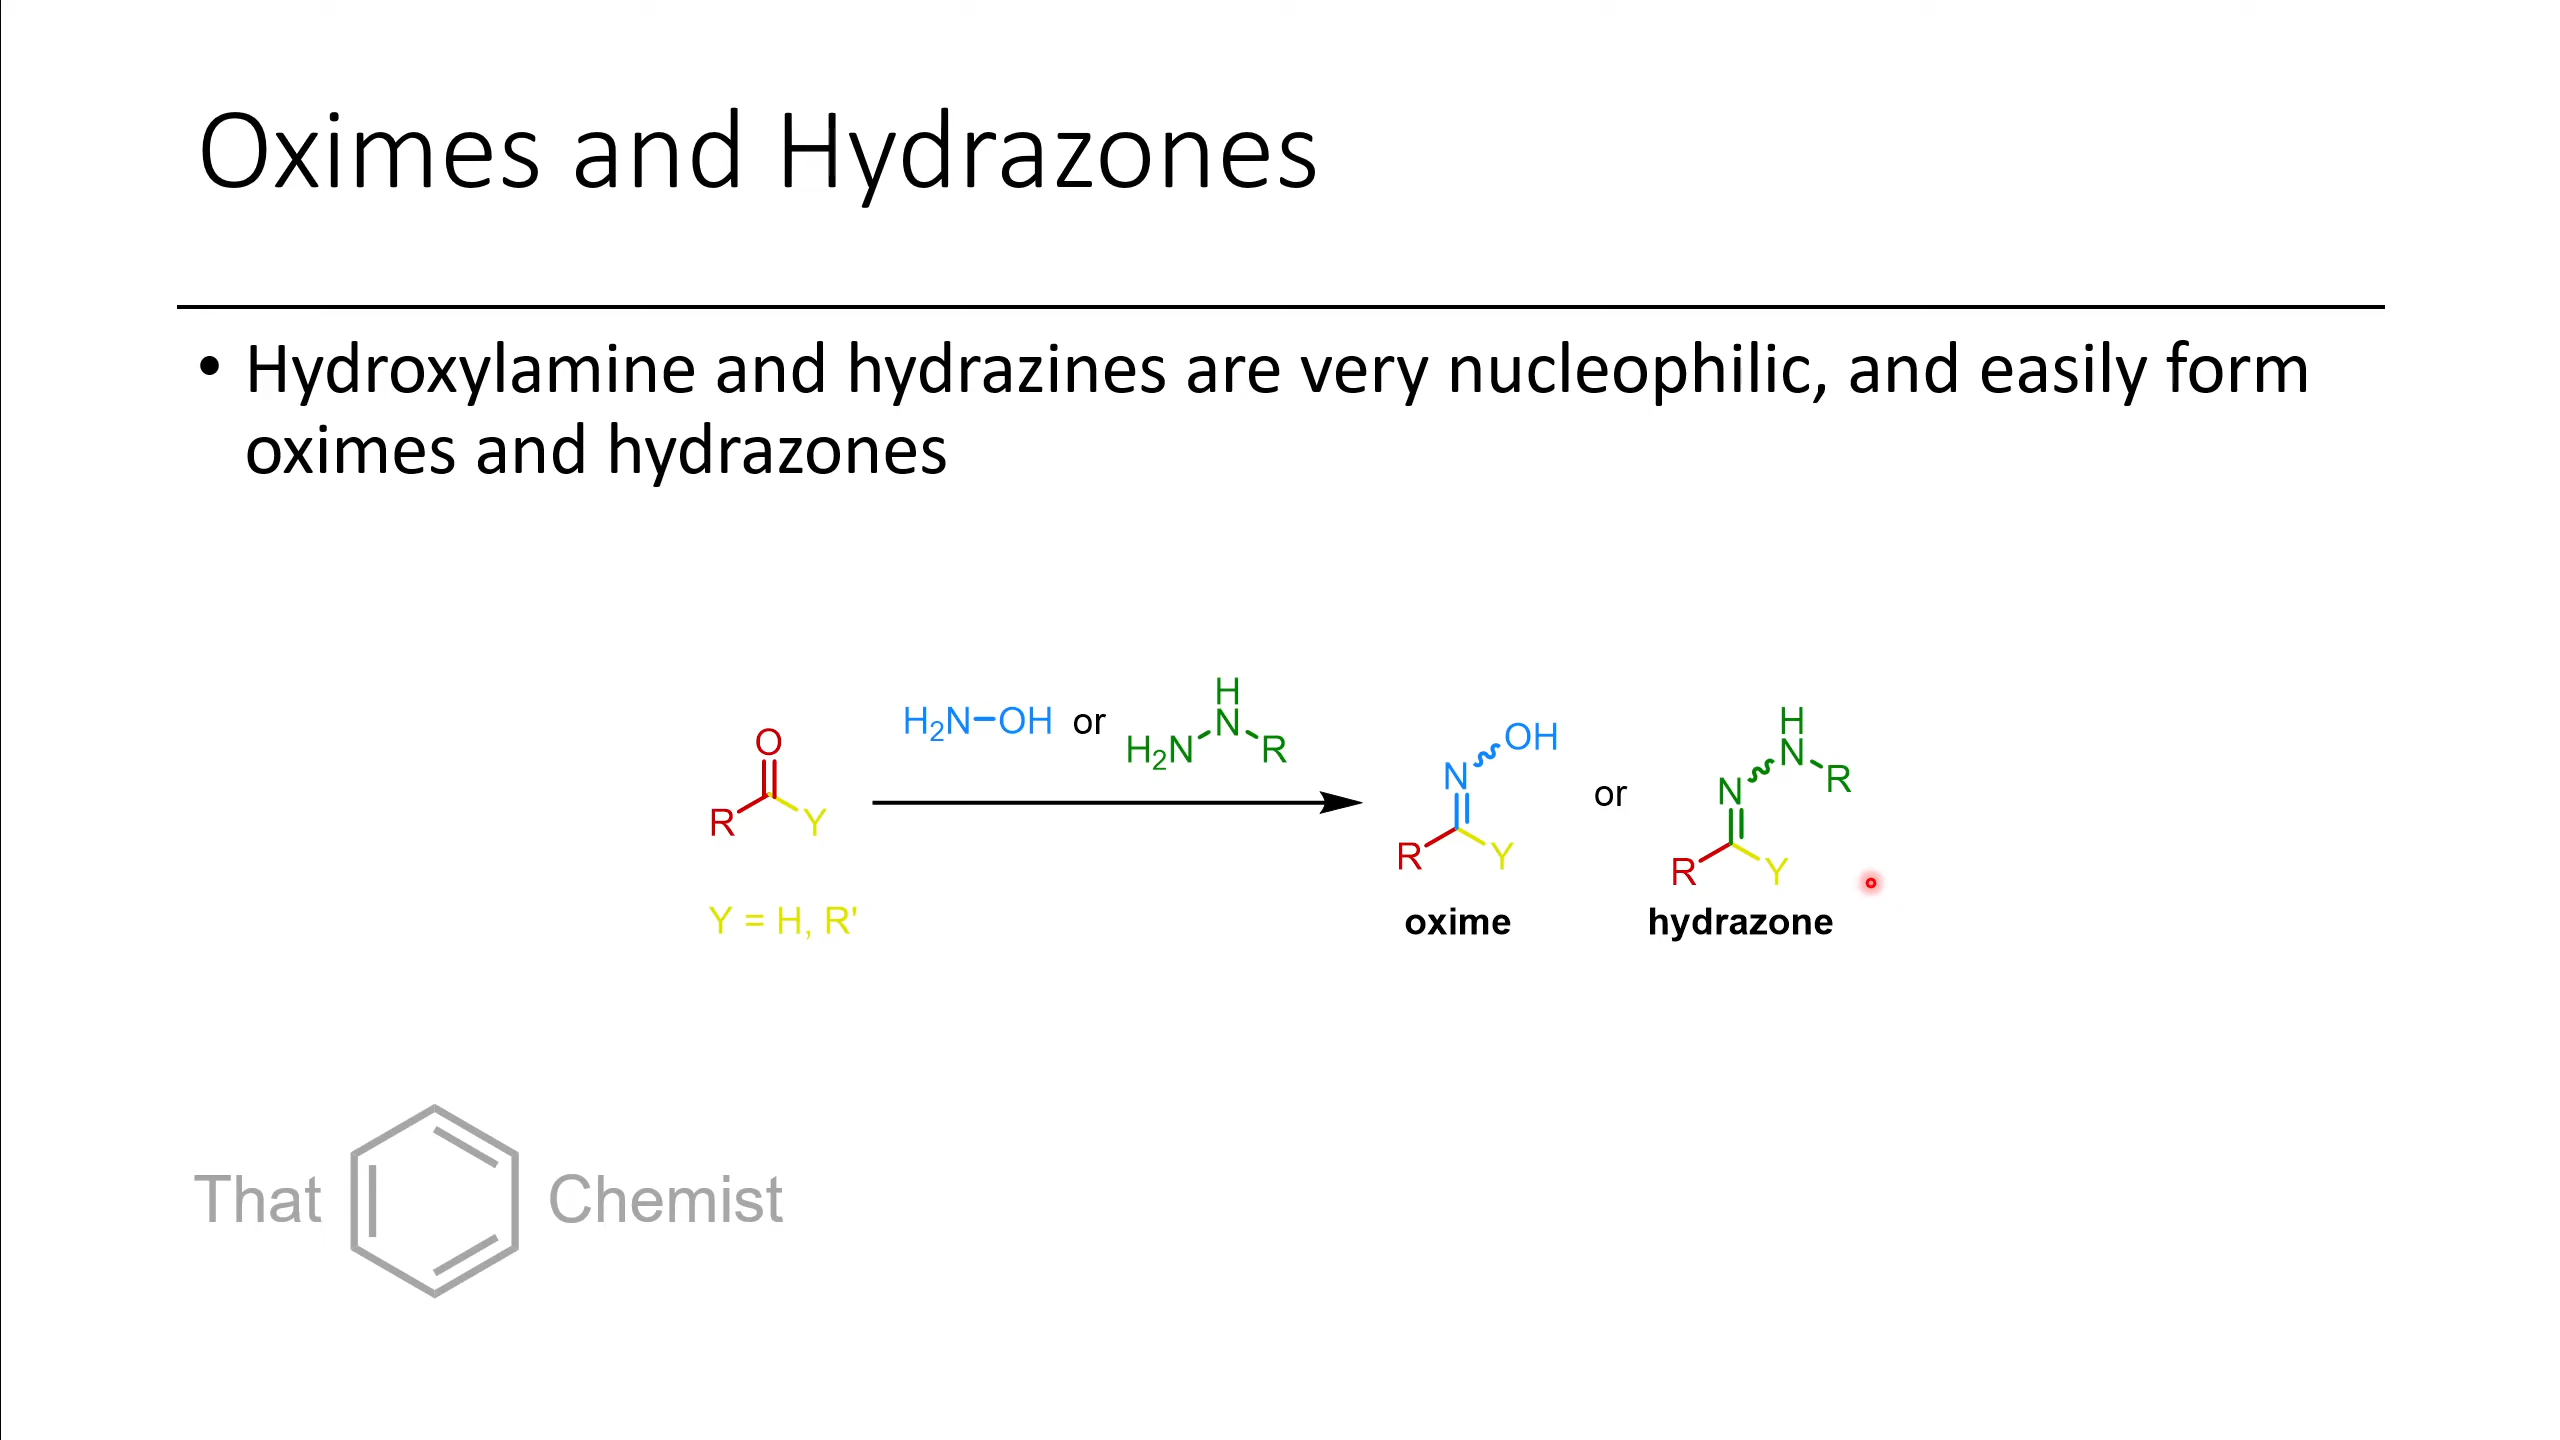 Oximes and Hydrazones
• Hydroxylamine and hydrazines are very nucleophilic, and easily form
oximes and hydrazones
O
R
Y
Y = H, R'
H₂N–OH or
H
N
H₂N
R
N
OH
R
Y
oxime
or
H
N
N
R
R
Y
hydrazone
That Chemist